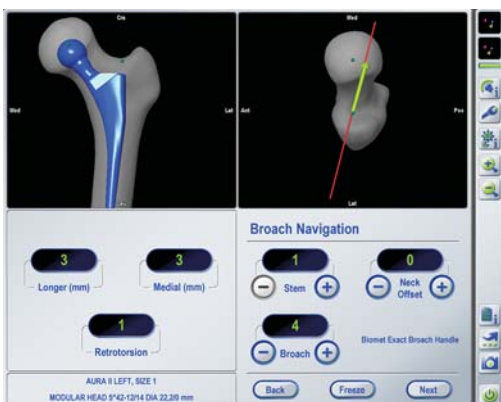 Cra
Med
Lat
Med
Ant
Pos
Lat
Broach Navigation
3
Longer (mm)
3
Medial (mm)
1
Retrotorsion
1
Stem
0
Neck
Offset
4
Broach
Biomet Exact Broach Handle
AURA II LEFT, SIZE 1
MODULAR HEAD 5°42-12/14 DIA 22,2/0 mm
Back
Freeze
Next